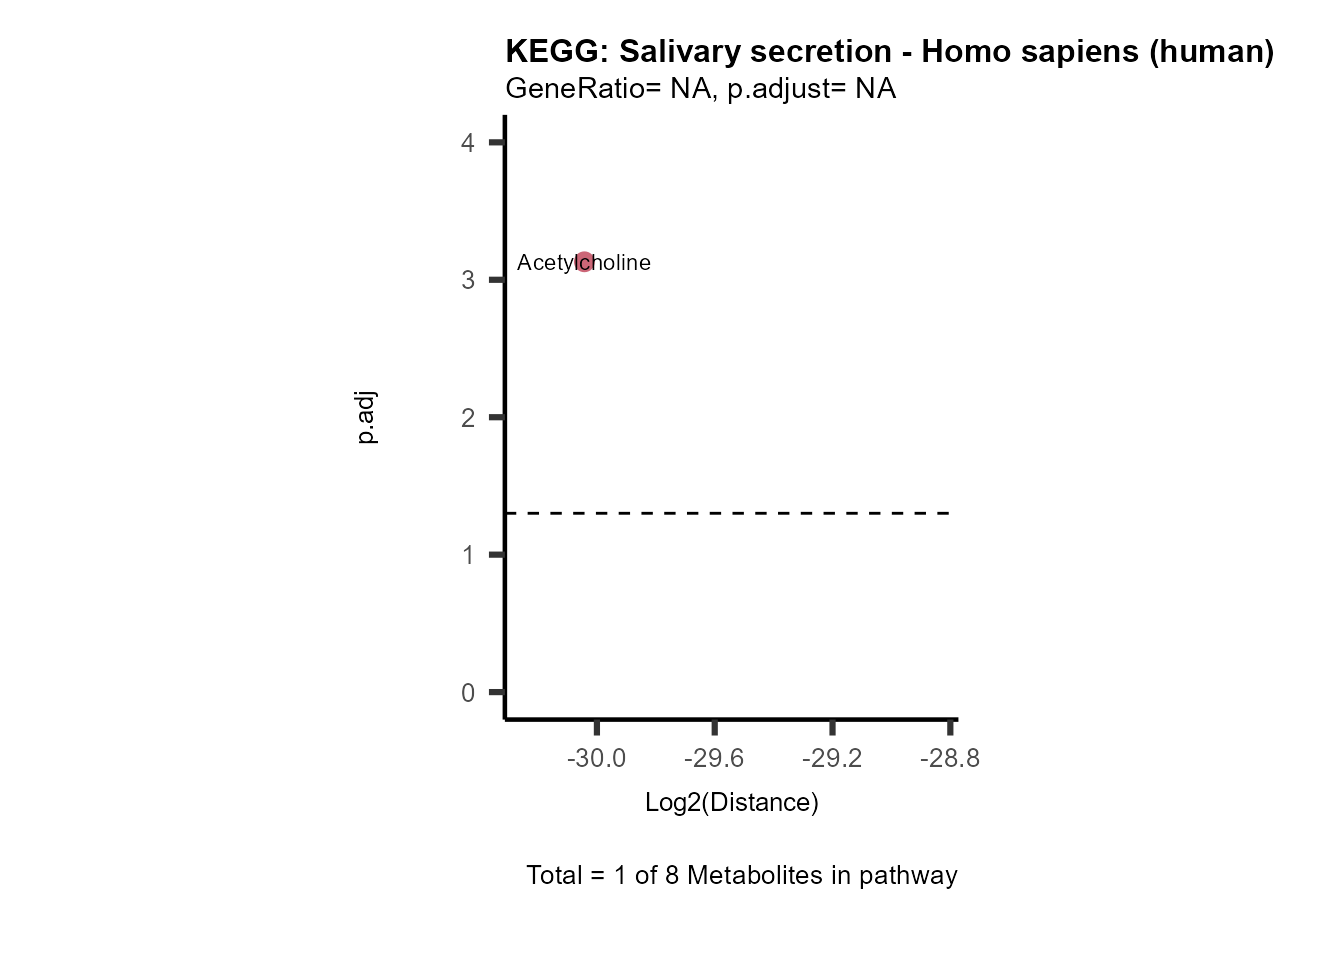 KEGG: Salivary secretion - Homo sapiens (human)
GeneRatio= NA, p.adjust= NA
4
Acetylcholine
3
p.adj
2
1
0
-30.0 -29.6 -29.2 -28.8
Log2(Distance)
Total = 1 of 8 Metabolites in pathway